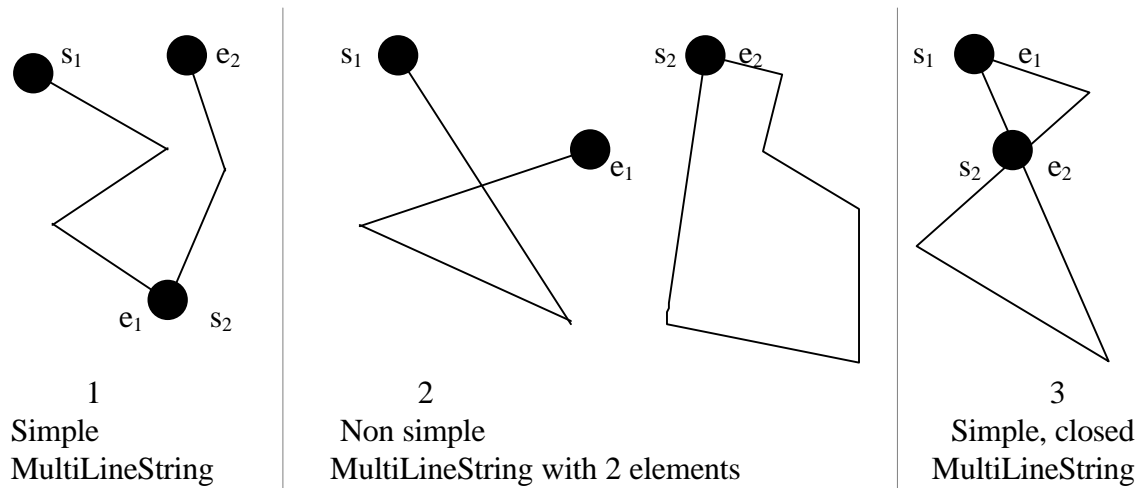 s₁
e₂
e₁ s₂
1
Simple
MultiLineString
s₁
e₁
s₂ e₂
2
Non simple
MultiLineString with 2 elements
s₁ e₁
s₂ e₂
3
Simple, closed
MultiLineString